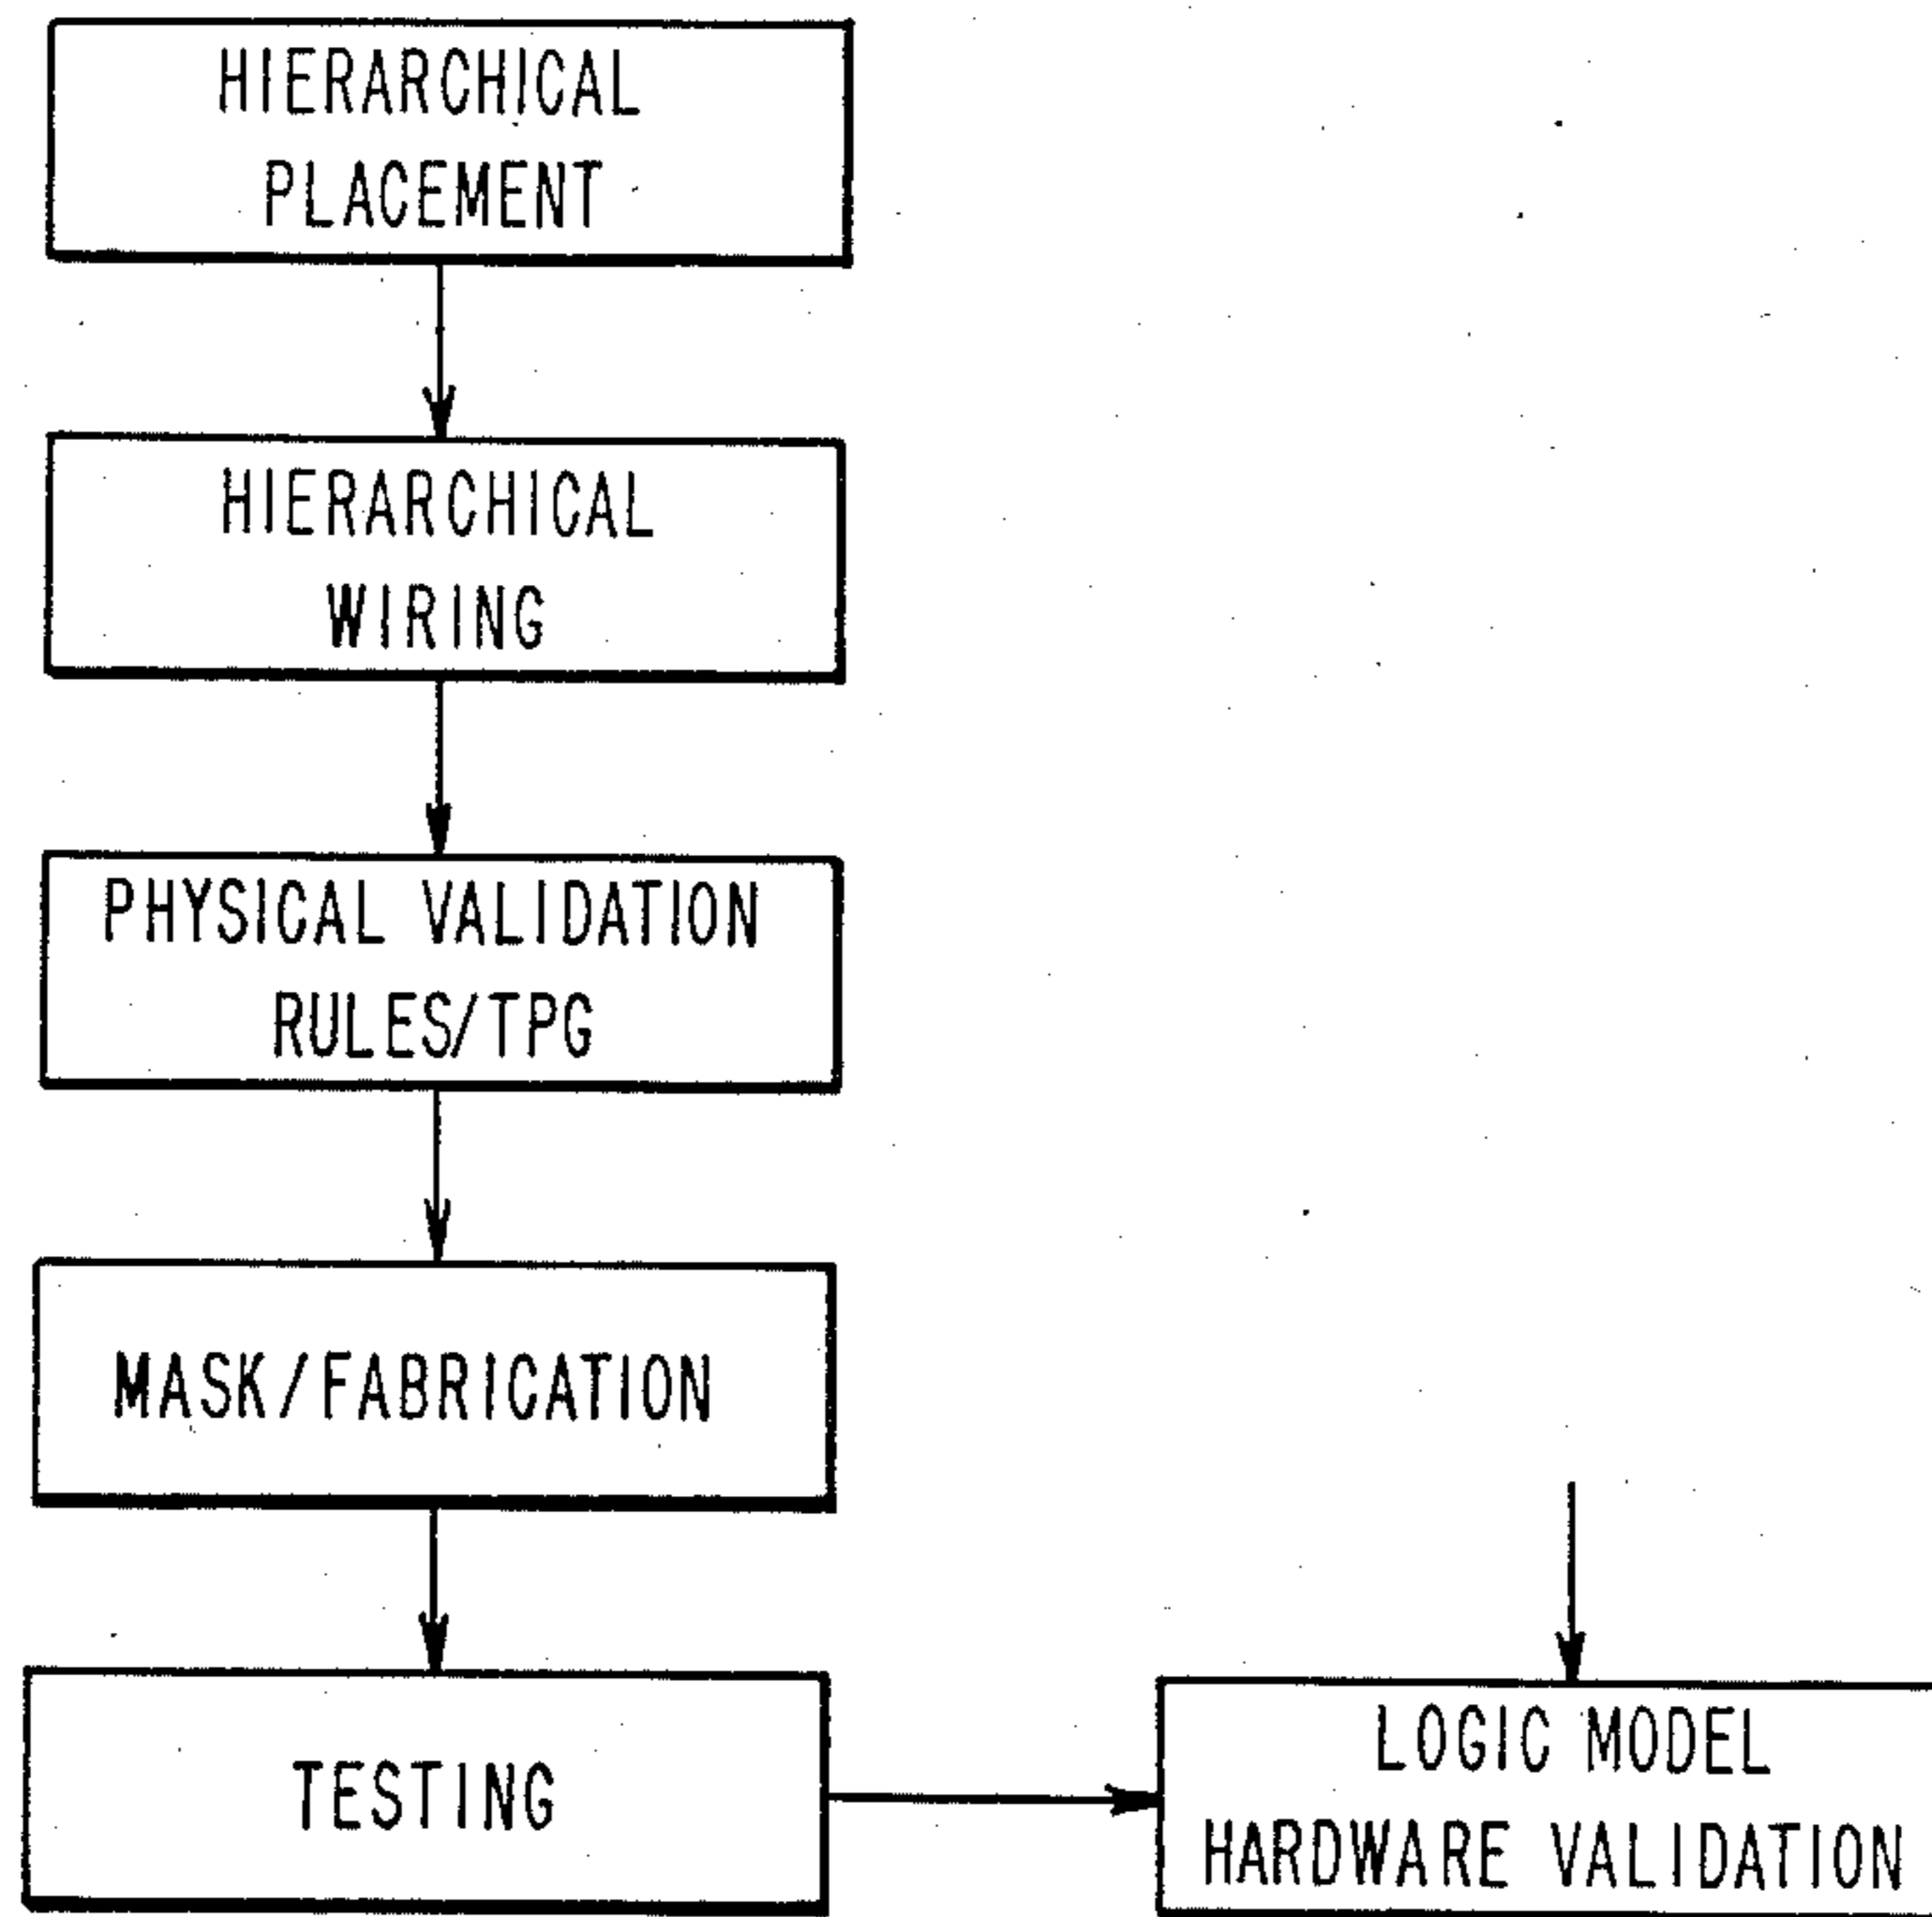 HIERARCHICAL
PLACEMENT
HIERARCHICAL
WIRING
PHYSICAL VALIDATION
RULES/TPG
MASK/FABRICATION
TESTING
LOGIC MODEL
HARDWARE VALIDATION